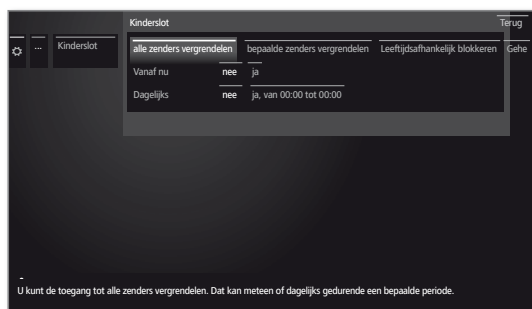 Kinderslot
Terug
... Kinderslot
alle zenders vergrendelen bepaalde zenders vergrendelen Leeftijdsafhankelijk blokkeren Gehe
Vanaf nu nee ja
Dagelijks nee ja, van 00:00 tot 00:00
U kunt de toegang tot alle zenders vergrendelen. Dat kan meteen of dagelijks gedurende een bepaalde periode.